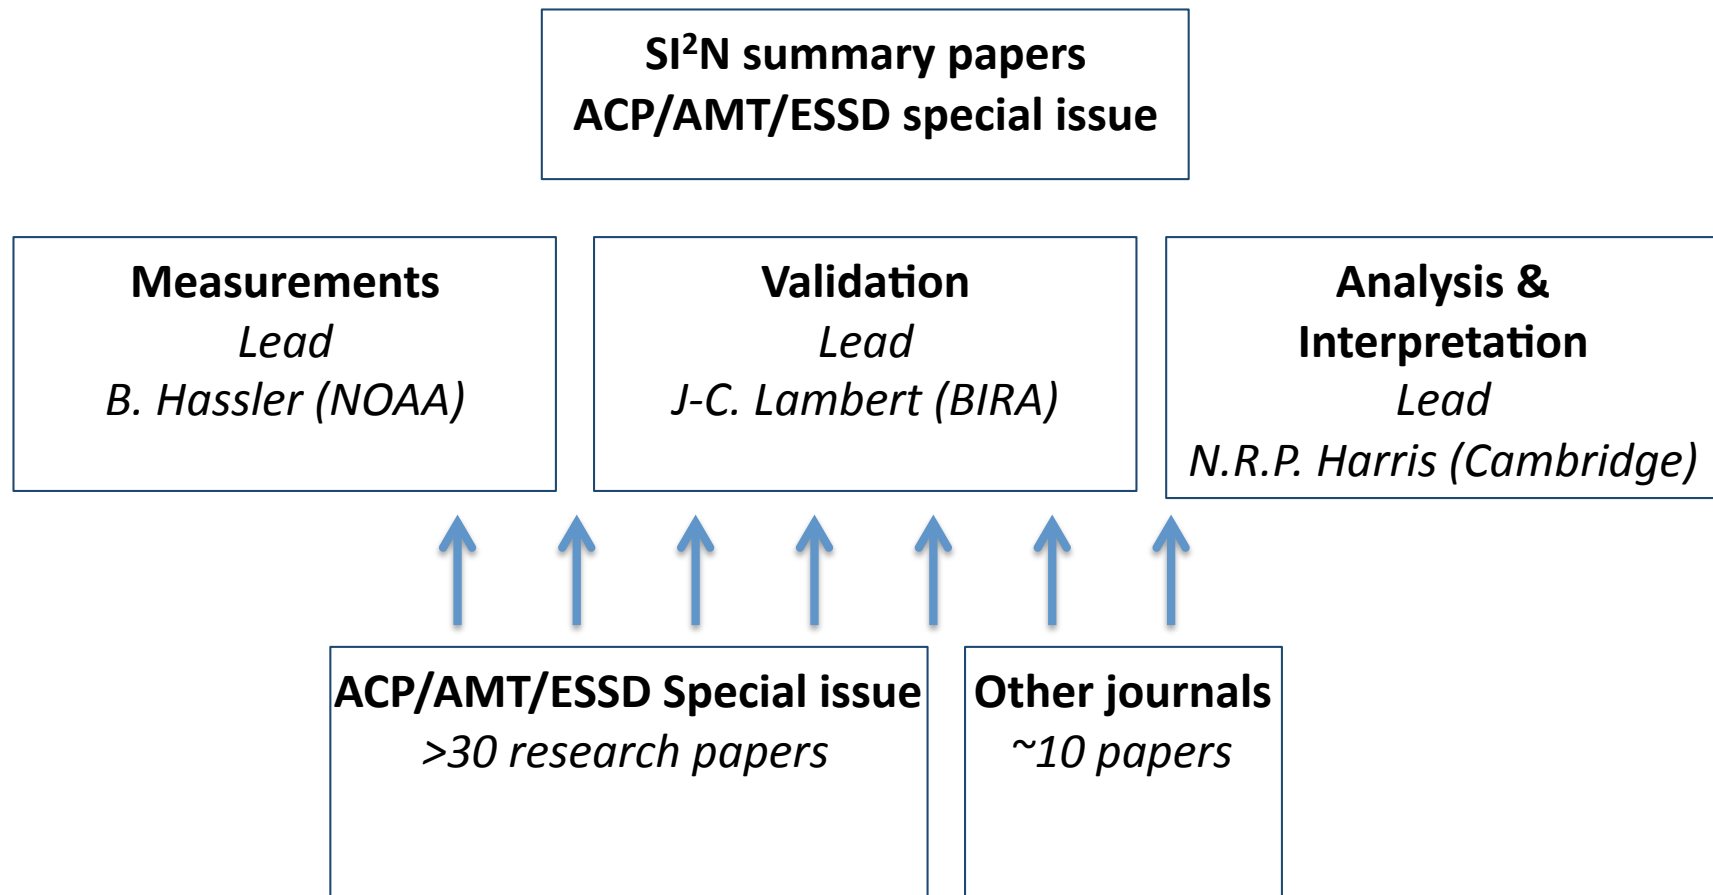 SI²N summary papers
ACP/AMT/ESSD special issue
Measurements
Lead
B. Hassler (NOAA)
Validation
Lead
J-C. Lambert (BIRA)
Analysis &
Interpretation
Lead
N.R.P. Harris (Cambridge)
ACP/AMT/ESSD Special issue
>30 research papers
Other journals
~10 papers